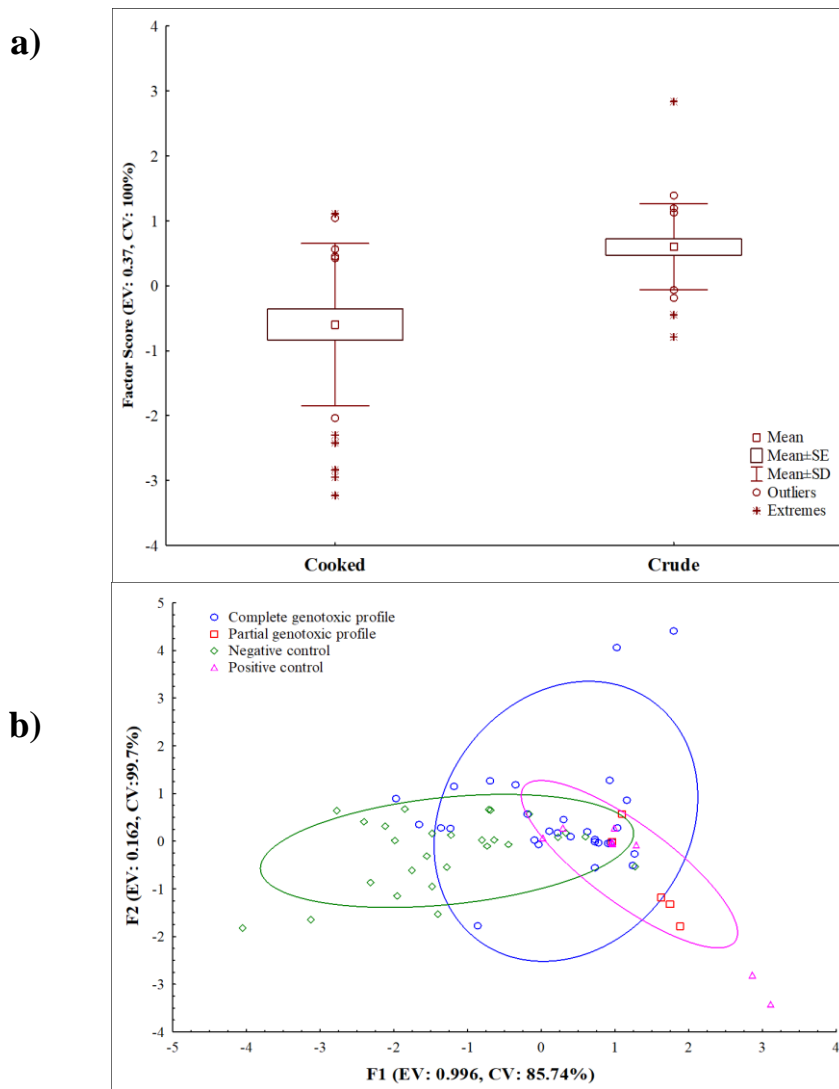 a)
4
3
2
1
0
-1
-2
-3
-4
Factor Score (EV: 0.37, CV: 100%)
Mean
Mean±SE
Mean±SD
Outliers
Extremes
Cooked Crude
b)
5
4
3
2
1
0
-1
-2
-3
-4
F2 (EV: 0.162, CV:99.7%)
Complete genotoxic profile
Partial genotoxic profile
Negative control
Positive control
-5 -4 -3 -2 -1 0 1 2 3 4
F1 (EV: 0.996, CV: 85.74%)